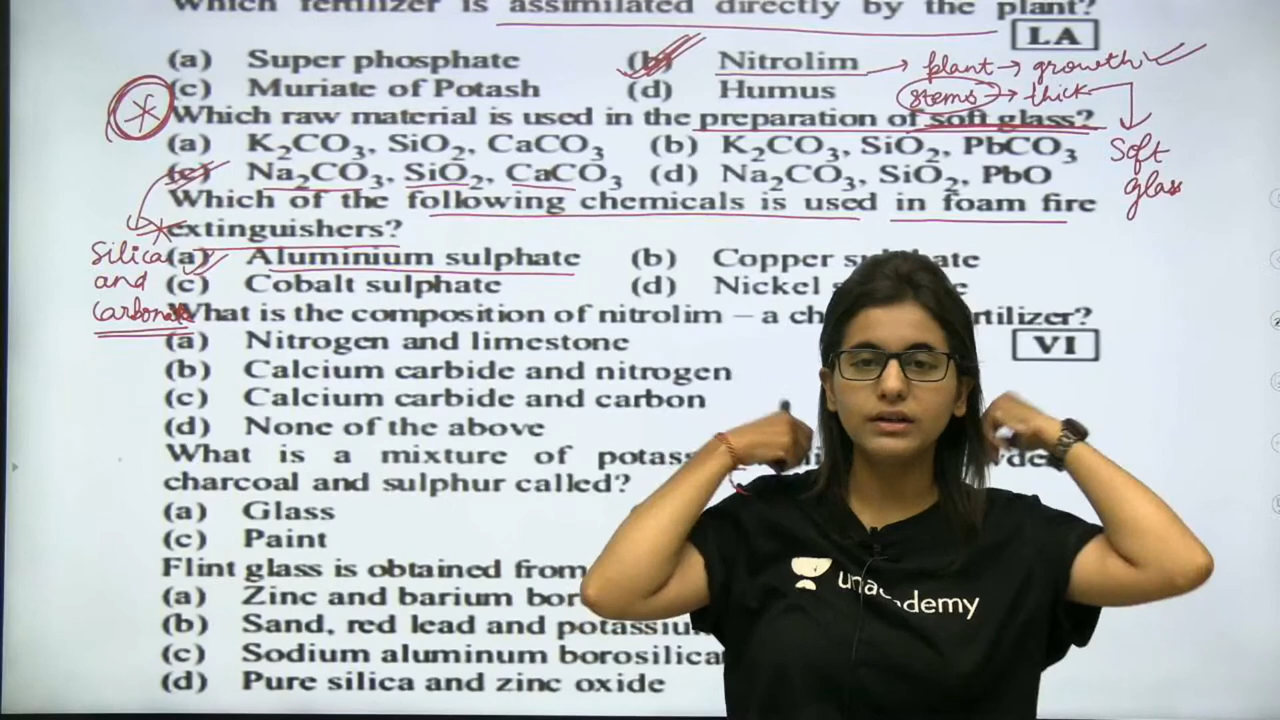 Which fertilizer is assimilated directly by the plant?
LA
(a) Super phosphate (b) Nitrolim → plant → growth
(c) Muriate of Potash (d) Humus stems → thick
Which raw material is used in the preparation of soft glass?
(a) K₂CO₃, SiO₂, CaCO₃ (b) K₂CO₃, SiO₂, PbCO₃
(c) Na₂CO₃, SiO₂, CaCO₃ (d) Na₂CO₃, SiO₂, PbO
Soft
glass
Which of the following chemicals is used in foam fire
extinguishers?
(a) Aluminium sulphate (b) Copper
(c) Cobalt sulphate (d) Nickel
Silica
and
Carbonate
What is the composition of nitrolim – a
VI
(a) Nitrogen and limestone
(b) Calcium carbide and nitrogen
(c) Calcium carbide and carbon
(d) None of the above
What is a mixture of
charcoal and sulphur called?
(a) Glass
(c) Paint
Flint glass is obtained from
(a) Zinc and barium
(b) Sand, red lead and
(c) Sodium aluminum
(d) Pure silica and zinc oxide
unacademy